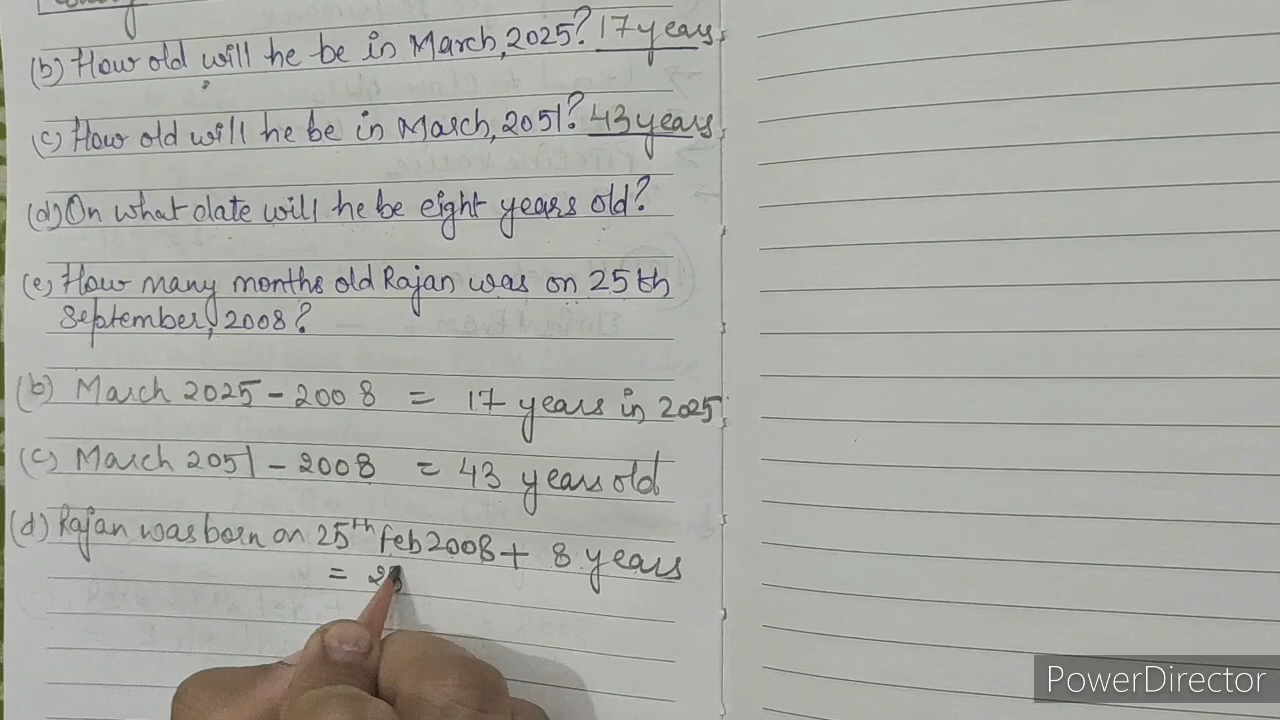 (b) How old will he be in March, 2025? 17 years
(c) How old will he be in March, 2051? 43 years
(d) On what date will he be eight years old?
(e) How many months old Rajan was on 25th
September, 2008?
(b) March 2025 - 2008 = 17 years in 2025
(c) March 2051 - 2008 = 43 years old
(d) Rajan was born on 25th Feb 2008 + 8 years
=
PowerDirector